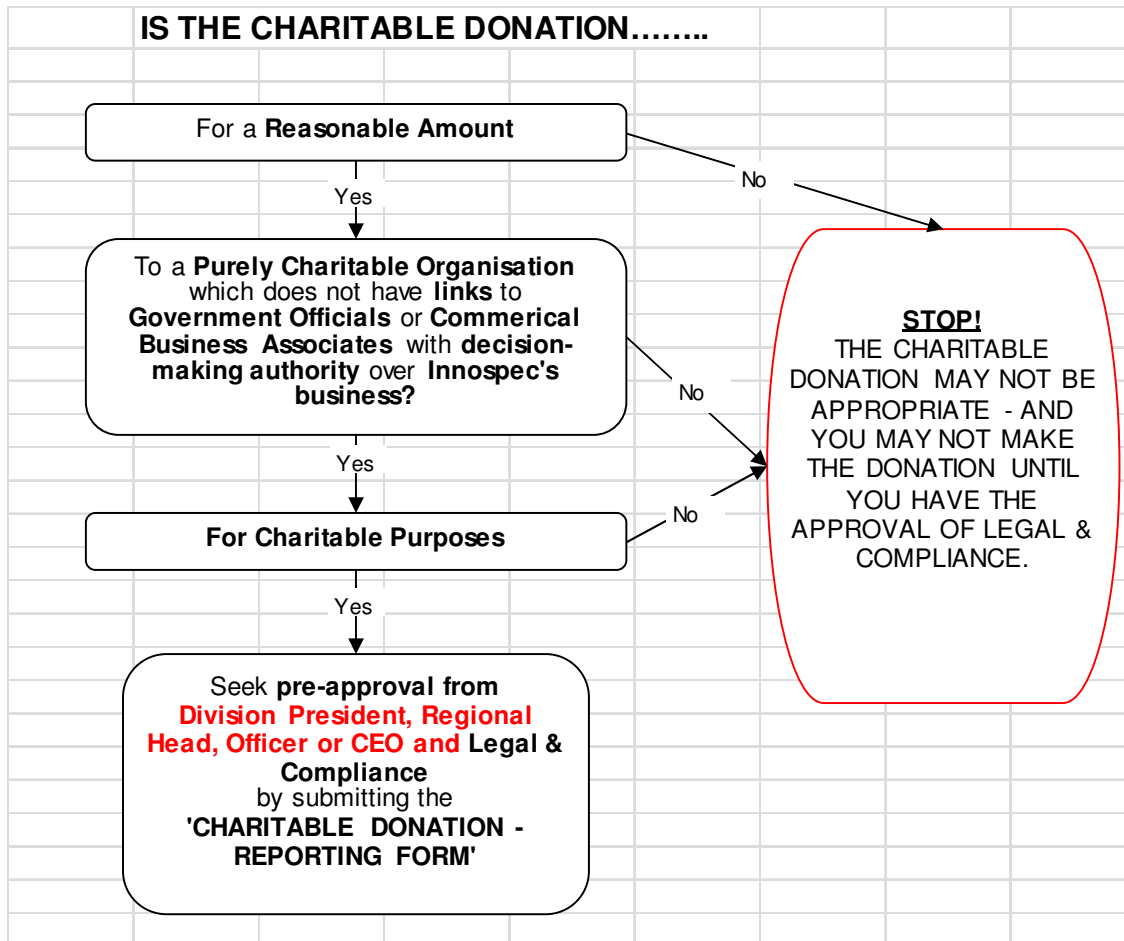 IS THE CHARITABLE DONATION……..
For a Reasonable Amount
No
Yes
To a Purely Charitable Organisation
which does not have links to
Government Officials or Commerical
Business Associates with decision-
making authority over Innospec's
business?
STOP!
THE CHARITABLE
DONATION MAY NOT BE
APPROPRIATE - AND
YOU MAY NOT MAKE
THE DONATION UNTIL
YOU HAVE THE
APPROVAL OF LEGAL &
COMPLIANCE.
No
Yes
For Charitable Purposes
No
Yes
Seek pre-approval from
Division President, Regional
Head, Officer or CEO and Legal &
Compliance
by submitting the
'CHARITABLE DONATION -
REPORTING FORM'